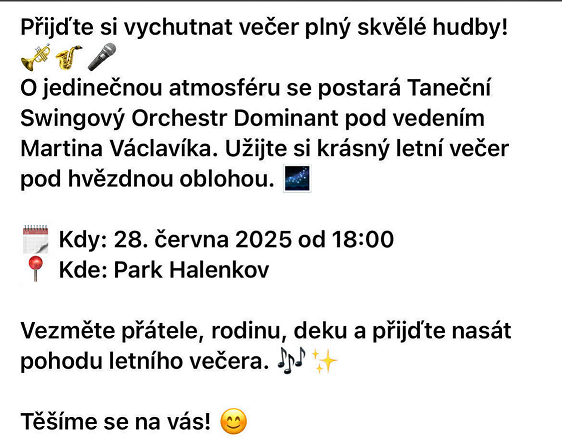 Přijďte si vychutnat večer plný skvělé hudby!
🎺🎷🎤
O jedinečnou atmosféru se postará Taneční
Swingový Orchestr Dominant pod vedením
Martina Václavíka. Užijte si krásný letní večer
pod hvězdnou oblohou. 🌌
🗓️ Kdy: 28. června 2025 od 18:00
📍 Kde: Park Halenkov
Vezměte přátele, rodinu, deku a přijďte nasát
pohodu letního večera. 🎶✨
Těšíme se na vás! 😊